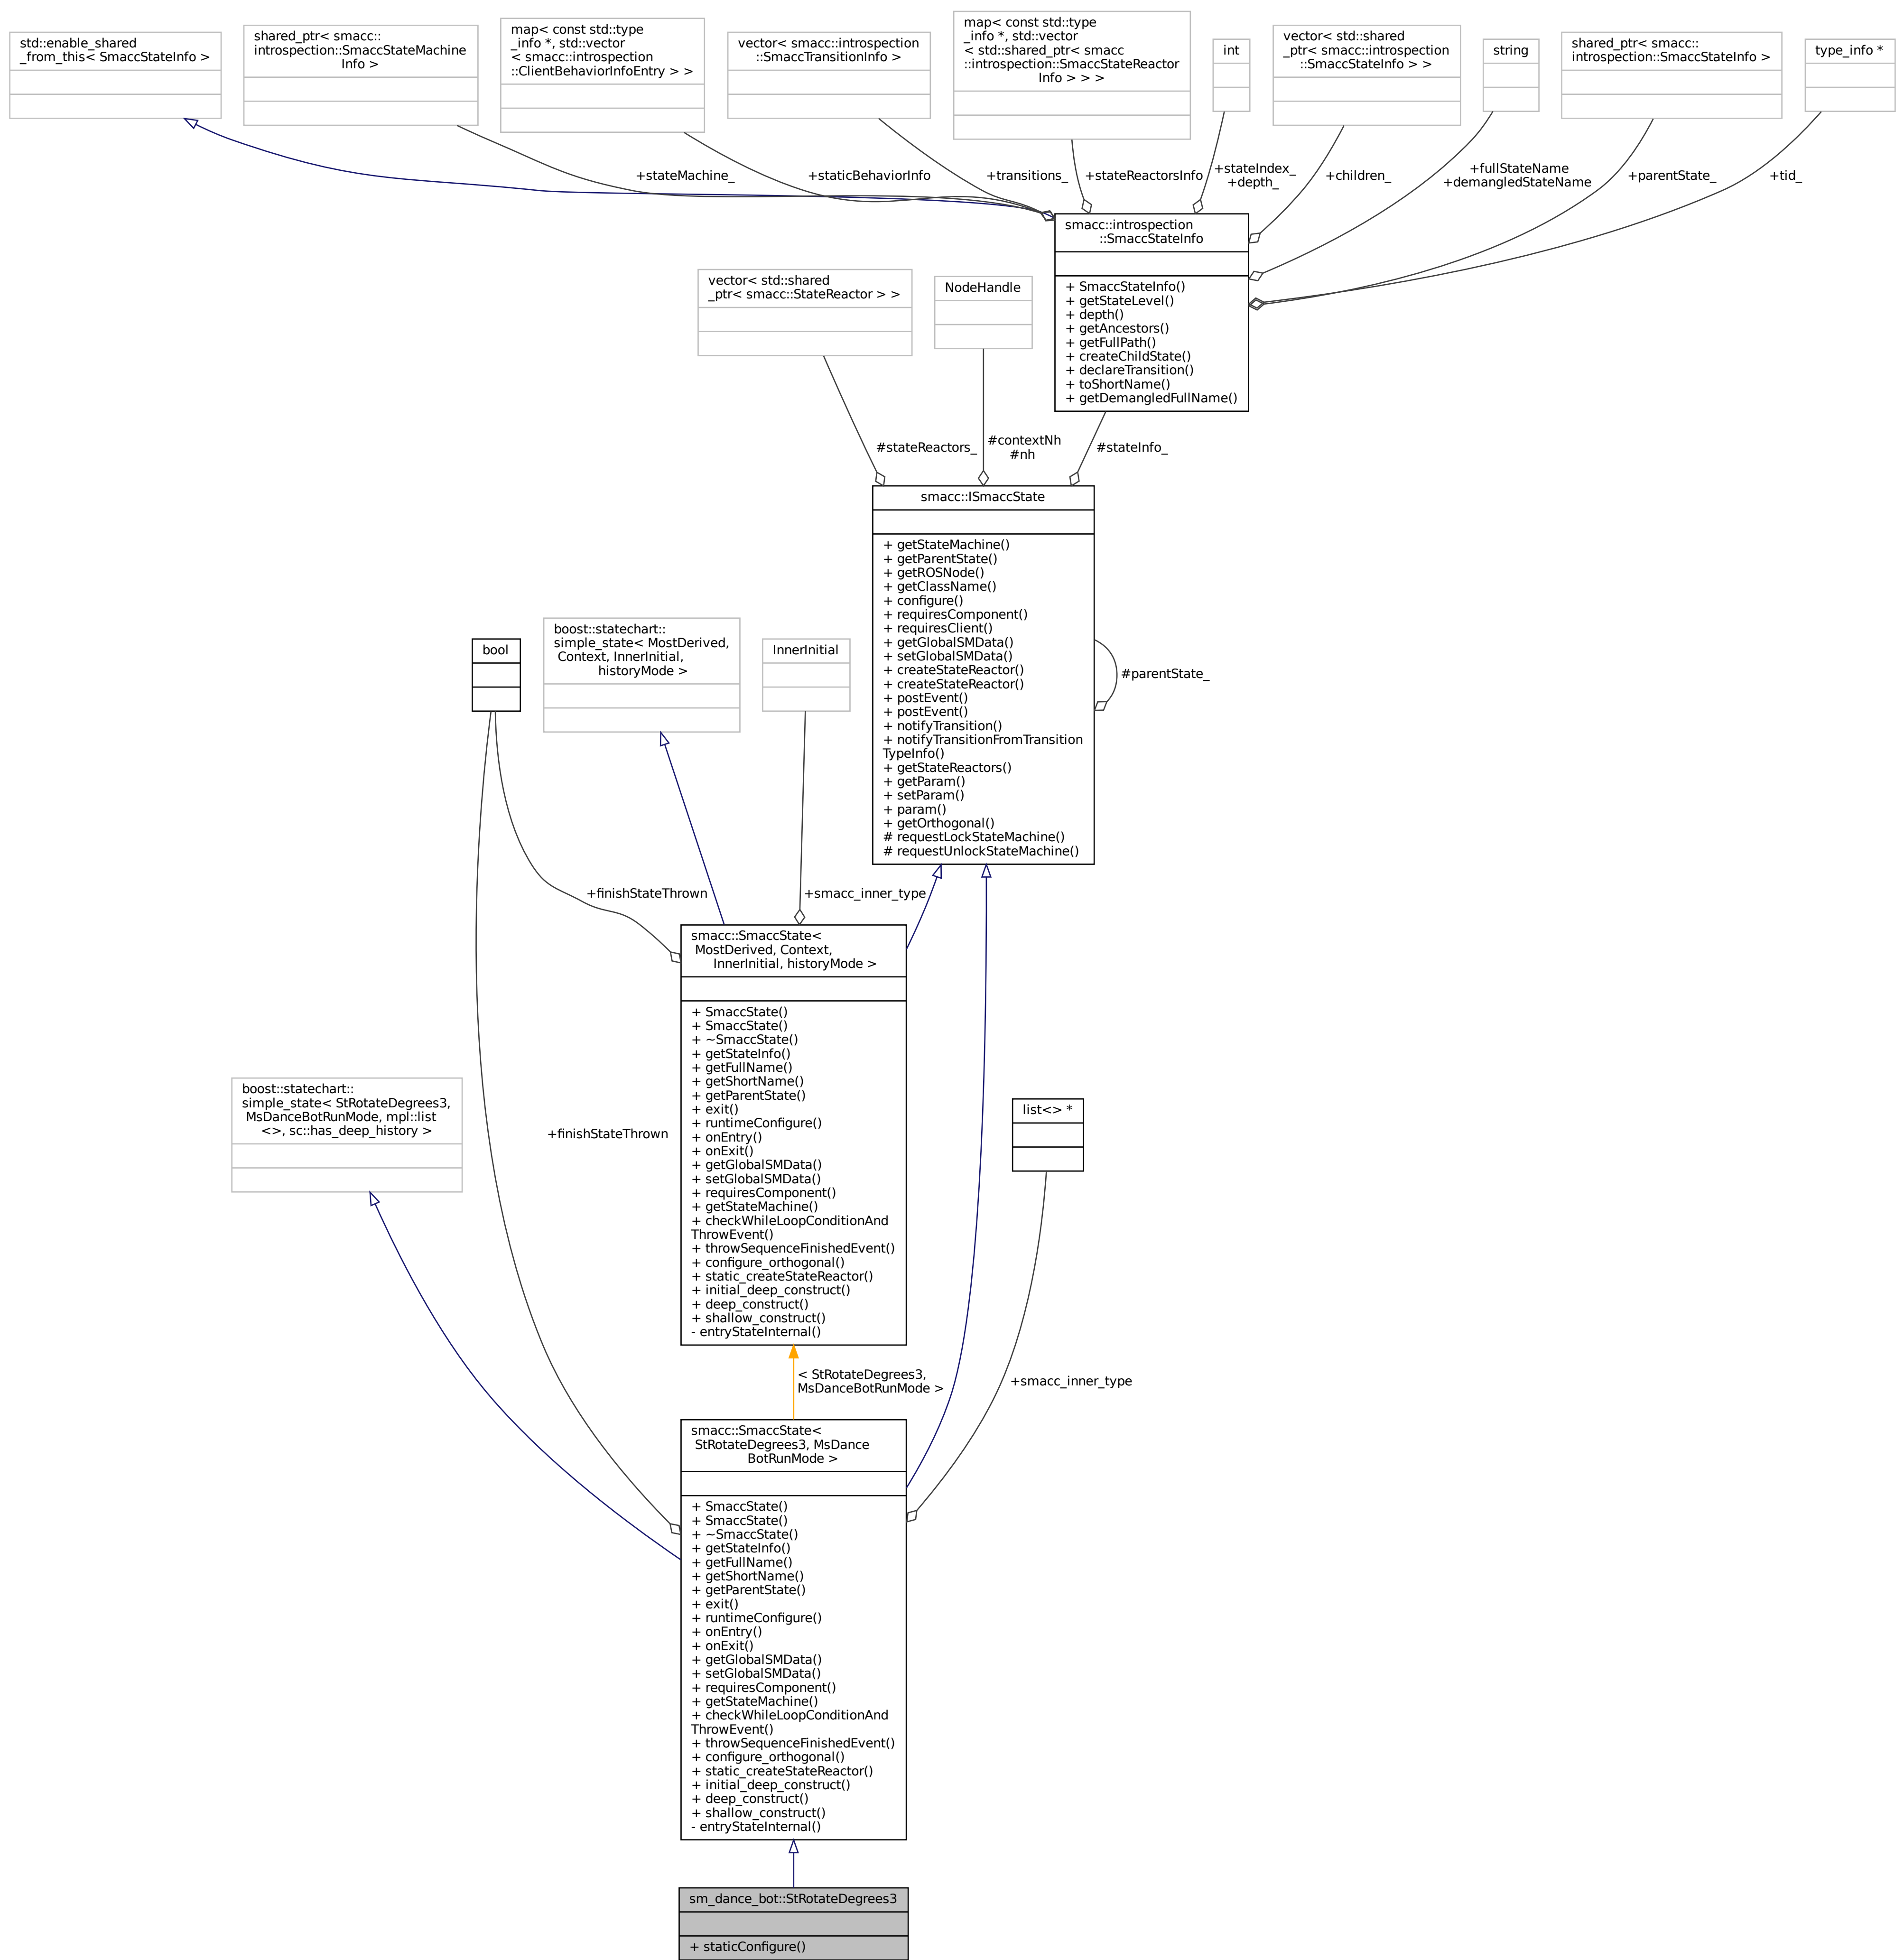 std::enable_shared
_from_this< SmaccStateInfo >
shared_ptr< smacc::
introspection::SmaccStateMachine
Info >
map< const std::type
_info *, std::vector
< smacc::introspection
::ClientBehaviorInfoEntry > >
vector< smacc::introspection
::SmaccTransitionInfo >
map< const std::type
_info *, std::vector
< std::shared_ptr< smacc
::introspection::SmaccStateReactor
Info > > >
int
vector< std::shared
_ptr< smacc::introspection
::SmaccStateInfo > >
string
shared_ptr< smacc::
introspection::SmaccStateInfo >
type_info *
+stateMachine_
+staticBehaviorInfo
+transitions_
+stateReactorsInfo
+stateIndex_
+depth_
+children_
+fullStateName
+demangledStateName
+parentState_
+tid_
smacc::introspection
::SmaccStateInfo
+ SmaccStateInfo()
+ getStateLevel()
+ depth()
+ getAncestors()
+ getFullPath()
+ createChildState()
+ declareTransition()
+ toShortName()
+ getDemangledFullName()
vector< std::shared
_ptr< smacc::StateReactor > >
NodeHandle
#stateReactors_
#contextNh
#nh
#stateInfo_
smacc::ISmaccState
+ getStateMachine()
+ getParentState()
+ getROSNode()
+ getClassName()
+ configure()
+ requiresComponent()
+ requiresClient()
+ getGlobalSMData()
+ setGlobalSMData()
+ createStateReactor()
+ createStateReactor()
+ postEvent()
+ postEvent()
+ notifyTransition()
+ notifyTransitionFromTransition
TypeInfo()
+ getStateReactors()
+ getParam()
+ setParam()
+ param()
+ getOrthogonal()
# requestLockStateMachine()
# requestUnlockStateMachine()
#parentState_
bool
boost::statechart::
simple_state< MostDerived,
Context, InnerInitial,
historyMode >
InnerInitial
+finishStateThrown
+smacc_inner_type
smacc::SmaccState<
MostDerived, Context,
InnerInitial, historyMode >
+ SmaccState()
+ SmaccState()
+ ~SmaccState()
+ getStateInfo()
+ getFullName()
+ getShortName()
+ getParentState()
+ exit()
+ runtimeConfigure()
+ onEntry()
+ onExit()
+ getGlobalSMData()
+ setGlobalSMData()
+ requiresComponent()
+ getStateMachine()
+ checkWhileLoopConditionAnd
ThrowEvent()
+ throwSequenceFinishedEvent()
+ configure_orthogonal()
+ static_createStateReactor()
+ initial_deep_construct()
+ deep_construct()
+ shallow_construct()
- entryStateInternal()
boost::statechart::
simple_state< StRotateDegrees3,
MsDanceBotRunMode, mpl::list
<>, sc::has_deep_history >
+finishStateThrown
list<> *
< StRotateDegrees3,
MsDanceBotRunMode >
+smacc_inner_type
smacc::SmaccState<
StRotateDegrees3, MsDance
BotRunMode >
+ SmaccState()
+ SmaccState()
+ ~SmaccState()
+ getStateInfo()
+ getFullName()
+ getShortName()
+ getParentState()
+ exit()
+ runtimeConfigure()
+ onEntry()
+ onExit()
+ getGlobalSMData()
+ setGlobalSMData()
+ requiresComponent()
+ getStateMachine()
+ checkWhileLoopConditionAnd
ThrowEvent()
+ throwSequenceFinishedEvent()
+ configure_orthogonal()
+ static_createStateReactor()
+ initial_deep_construct()
+ deep_construct()
+ shallow_construct()
- entryStateInternal()
sm_dance_bot::StRotateDegrees3
+ staticConfigure()